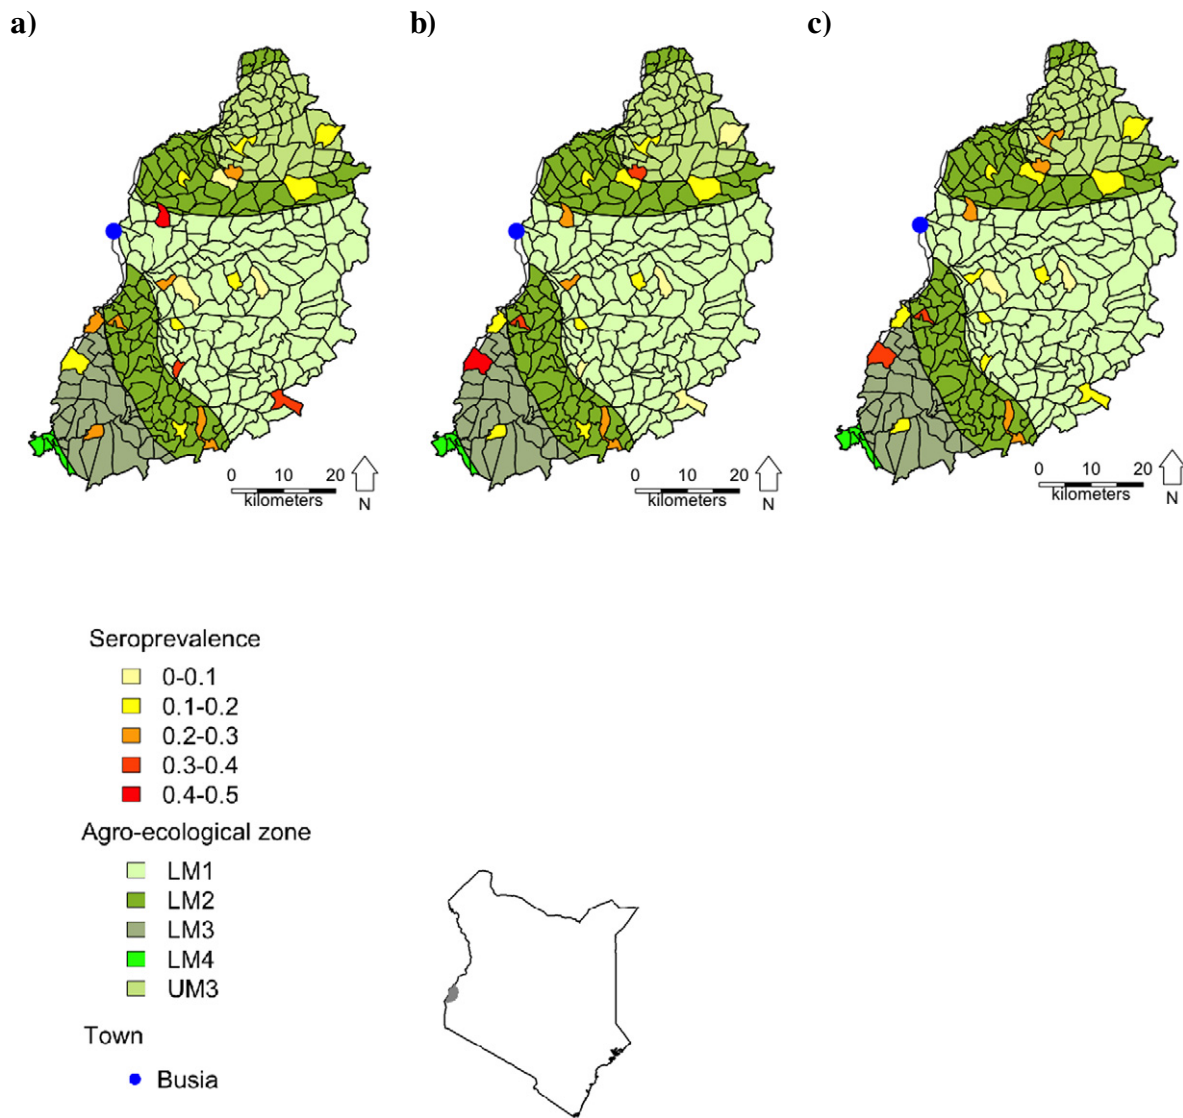 a)
b)
c)
0 10 20
kilometers
N
0 10 20
kilometers
N
0 10 20
kilometers
N
Seroprevalence
0-0.1
0.1-0.2
0.2-0.3
0.3-0.4
0.4-0.5
Agro-ecological zone
LM1
LM2
LM3
LM4
UM3
Town
Busia